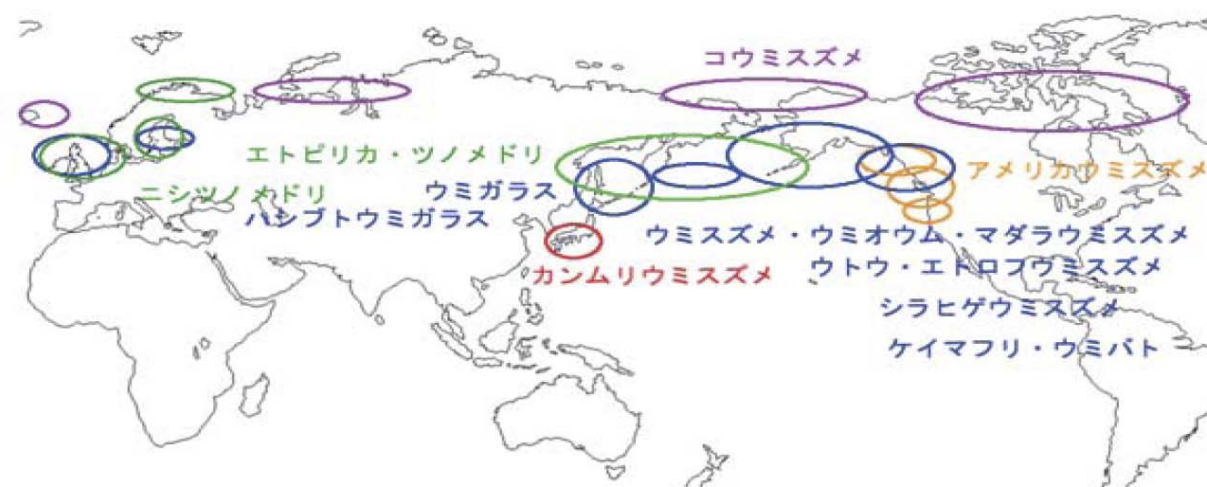 コウミスズメ
エトピリカ・ツノメドリ
アメリカウミスズメ
ニシツノメドリ
ウミガラス
ハシブトウミガラス
ウミスズメ・ウミオウム・マダラウミスズメ
カンムリウミスズメ
ウトウ・エトロフウミスズメ
シラヒゲウミスズメ
ケイマフリ・ウミバト